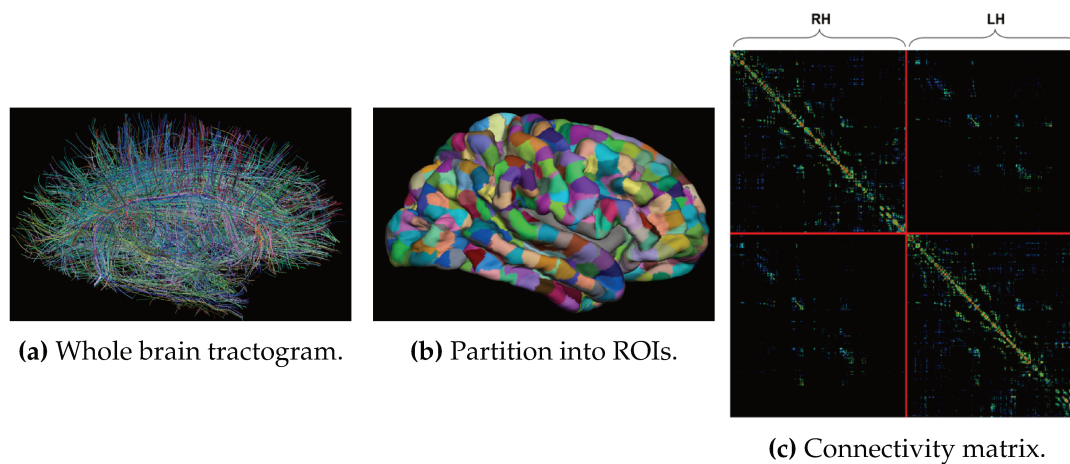 RH LH
(a) Whole brain tractogram.
(b) Partition into ROIs.
(c) Connectivity matrix.